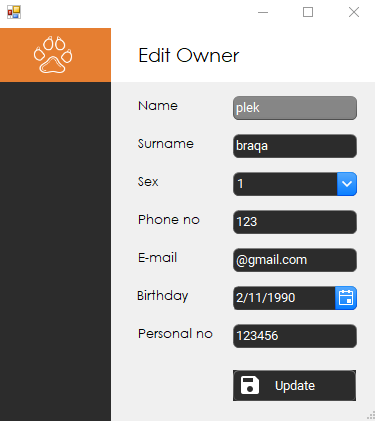 Edit Owner
Name plek
Surname braqa
Sex 1
Phone no 123
E-mail @gmail.com
Birthday 2/11/1990
Personal no 123456
Update